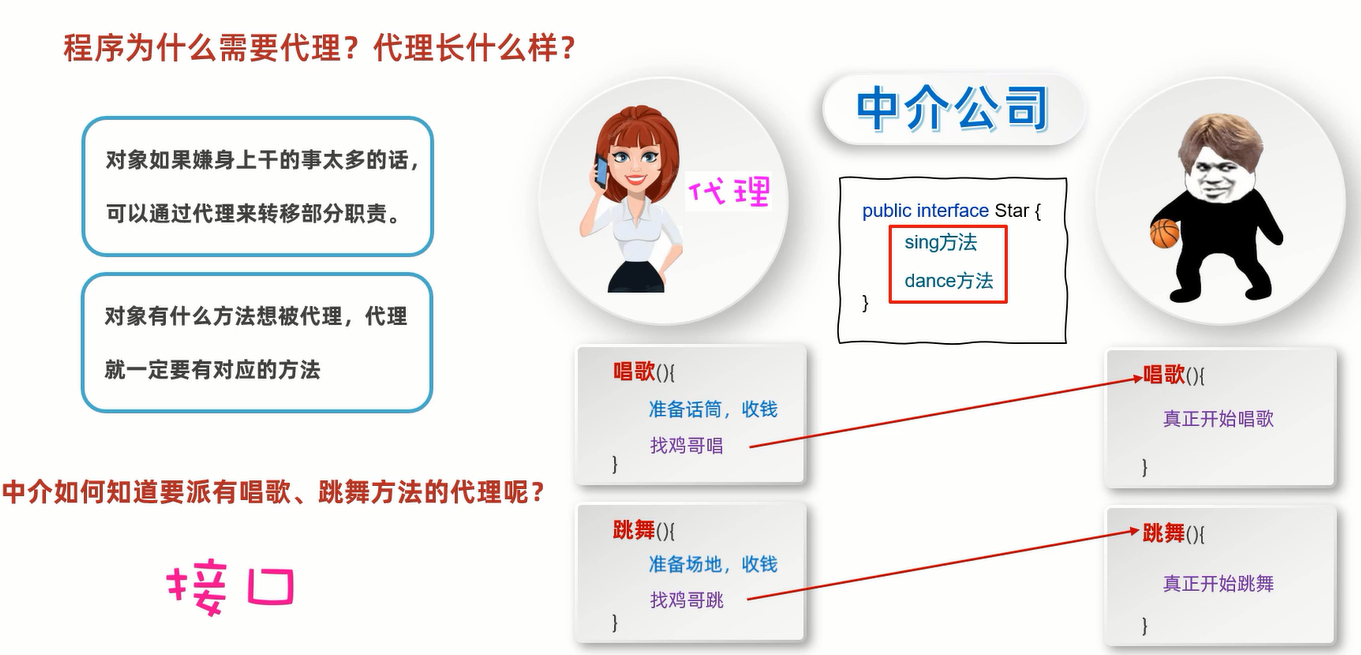 程序为什么需要代理？代理长什么样？
对象如果嫌身上干的事太多的话，
可以通过代理来转移部分职责。
对象有什么方法想被代理，代理
就一定要有对应的方法
中介如何知道要派有唱歌、跳舞方法的代理呢？
接口
代理
中介公司
public interface Star {
sing方法
dance方法
}
唱歌(){
准备话筒，收钱
找鸡哥唱
}
唱歌(){
真正开始唱歌
}
跳舞(){
准备场地，收钱
找鸡哥跳
}
跳舞(){
真正开始跳舞
}